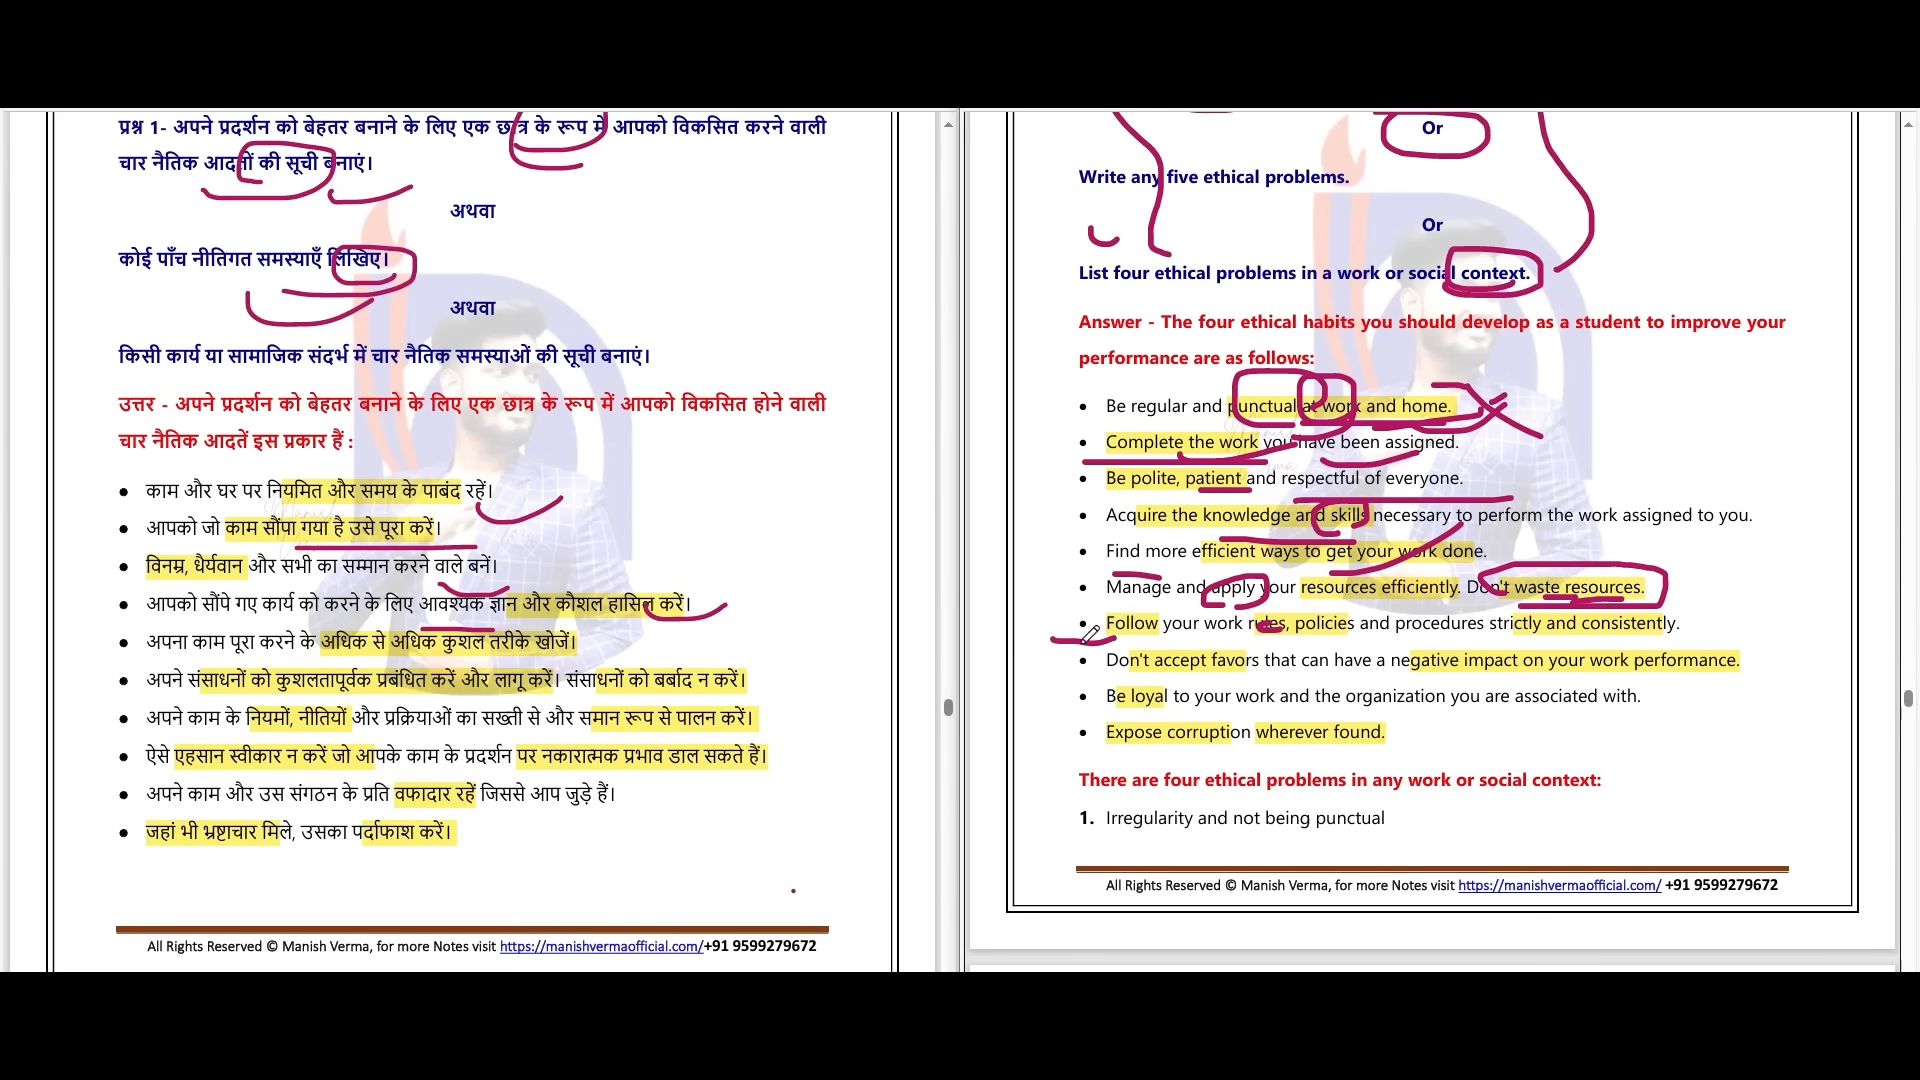 प्रश्न 1- अपने प्रदर्शन को बेहतर बनाने के लिए एक छात्र के रूप में आपको विकसित करने वाली
चार नैतिक आदतों की सूची बनाएं।
अथवा
कोई पाँच नीतिगत समस्याएँ लिखिए।
अथवा
किसी कार्य या सामाजिक संदर्भ में चार नैतिक समस्याओं की सूची बनाएं।
उत्तर - अपने प्रदर्शन को बेहतर बनाने के लिए एक छात्र के रूप में आपको विकसित होने वाली
चार नैतिक आदतें इस प्रकार हैं :
• काम और घर पर नियमित और समय के पाबंद रहें।
• आपको जो काम सौंपा गया है उसे पूरा करें।
• विनम्र, धैर्यवान और सभी का सम्मान करने वाले बनें।
• आपको सौंपे गए कार्य को करने के लिए आवश्यक ज्ञान और कौशल हासिल करें।
• अपना काम पूरा करने के अधिक से अधिक कुशल तरीके खोजें।
• अपने संसाधनों को कुशलतापूर्वक प्रबंधित करें और लागू करें। संसाधनों को बर्बाद न करें।
• अपने काम के नियमों, नीतियों और प्रक्रियाओं का सख्ती से और समान रूप से पालन करें।
• ऐसे एहसान स्वीकार न करें जो आपके काम के प्रदर्शन पर नकारात्मक प्रभाव डाल सकते हैं।
• अपने काम और उस संगठन के प्रति वफादार रहें जिससे आप जुड़े हैं।
• जहां भी भ्रष्टाचार मिले, उसका पर्दाफाश करें।
All Rights Reserved © Manish Verma, for more Notes visit https://manishvermaofficial.com/+91 9599279672
Or
Write any five ethical problems.
Or
List four ethical problems in a work or social context.
Answer - The four ethical habits you should develop as a student to improve your
performance are as follows:
• Be regular and punctual at work and home.
• Complete the work you have been assigned.
• Be polite, patient and respectful of everyone.
• Acquire the knowledge and skills necessary to perform the work assigned to you.
• Find more efficient ways to get your work done.
• Manage and apply your resources efficiently. Don't waste resources.
• Follow your work rules, policies and procedures strictly and consistently.
• Don't accept favors that can have a negative impact on your work performance.
• Be loyal to your work and the organization you are associated with.
• Expose corruption wherever found.
There are four ethical problems in any work or social context:
1. Irregularity and not being punctual
All Rights Reserved © Manish Verma, for more Notes visit https://manishvermaofficial.com/ +91 9599279672